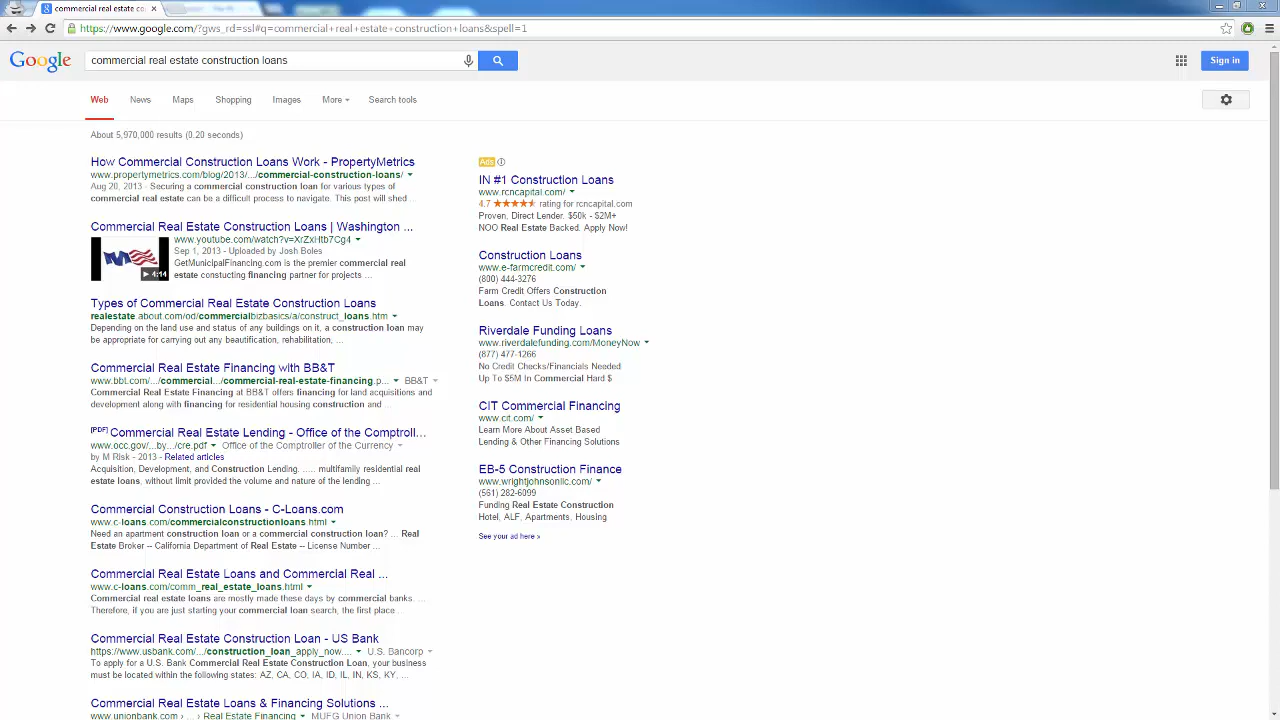 commercial real estate co
https://www.google.com/?gws_rd=ssl#q=commercial+real+estate+construction+loans&spell=1
Google
commercial real estate construction loans
Sign in
Web News Maps Shopping Images More Search tools
About 5,970,000 results (0.20 seconds)
How Commercial Construction Loans Work - PropertyMetrics
www.propertymetrics.com/blog/2013/.../commercial-construction-loans/
Aug 20, 2013 - Securing a commercial construction loan for various types of
commercial real estate can be a difficult process to navigate. This post will shed ...
Commercial Real Estate Construction Loans | Washington ...
www.youtube.com/watch?v=XrZxHtb7Cg4
Sep 1, 2013 - Uploaded by Josh Boles
GetMunicipalFinancing.com is the premier commercial real
estate constucting financing partner for projects ...
4:14
Types of Commercial Real Estate Construction Loans
realestate.about.com/od/commercialbizbasics/a/construct_loans.htm
Depending on the land use and status of any buildings on it, a construction loan may
be appropriate for carrying out any beautification, rehabilitation, ...
Commercial Real Estate Financing with BB&T
www.bbt.com/.../commercial.../commercial-real-estate-financing.p... BB&T
Commercial Real Estate Financing at BB&T offers financing for land acquisitions and
development along with financing for residential housing construction and ...
[PDF] Commercial Real Estate Lending - Office of the Comptroll...
www.occ.gov/...by.../cre.pdf Office of the Comptroller of the Currency
by M Risk - 2013 - Related articles
Acquisition, Development, and Construction Lending. ..... multifamily residential real
estate loans, without limit provided the volume and nature of the lending ...
Commercial Construction Loans - C-Loans.com
www.c-loans.com/commercialconstructionloans.html
Need an apartment construction loan or a commercial construction loan? ... Real
Estate Broker -- California Department of Real Estate -- License Number ...
Commercial Real Estate Loans and Commercial Real ...
www.c-loans.com/comm_real_estate_loans.html
Commercial real estate loans are mostly made these days by commercial banks. ...
Therefore, if you are just starting your commercial loan search, the first place ...
Commercial Real Estate Construction Loan - US Bank
https://www.usbank.com/.../construction_loan_apply_now.... U.S. Bancorp
To apply for a U.S. Bank Commercial Real Estate Construction Loan, your business
must be located within the following states: AZ, CA, CO, IA, ID, IL, IN, KS, KY, ...
Commercial Real Estate Loans & Financing Solutions ...
www.unionbank.com › ... › Real Estate Financing MUFG Union Bank
Ads
IN #1 Construction Loans
www.rcncapital.com/
4.7 ★★★★★ rating for rcncapital.com
Proven, Direct Lender. $50k - $2M+
NOO Real Estate Backed. Apply Now!
Construction Loans
www.e-farmcredit.com/
(800) 444-3276
Farm Credit Offers Construction
Loans. Contact Us Today.
Riverdale Funding Loans
www.riverdalefunding.com/MoneyNow
(877) 477-1266
No Credit Checks/Financials Needed
Up To $5M In Commercial Hard $
CIT Commercial Financing
www.cit.com/
Learn More About Asset Based
Lending & Other Financing Solutions
EB-5 Construction Finance
www.wrightjohnsonllc.com/
(561) 282-6099
Funding Real Estate Construction
Hotel, ALF, Apartments, Housing
See your ad here »